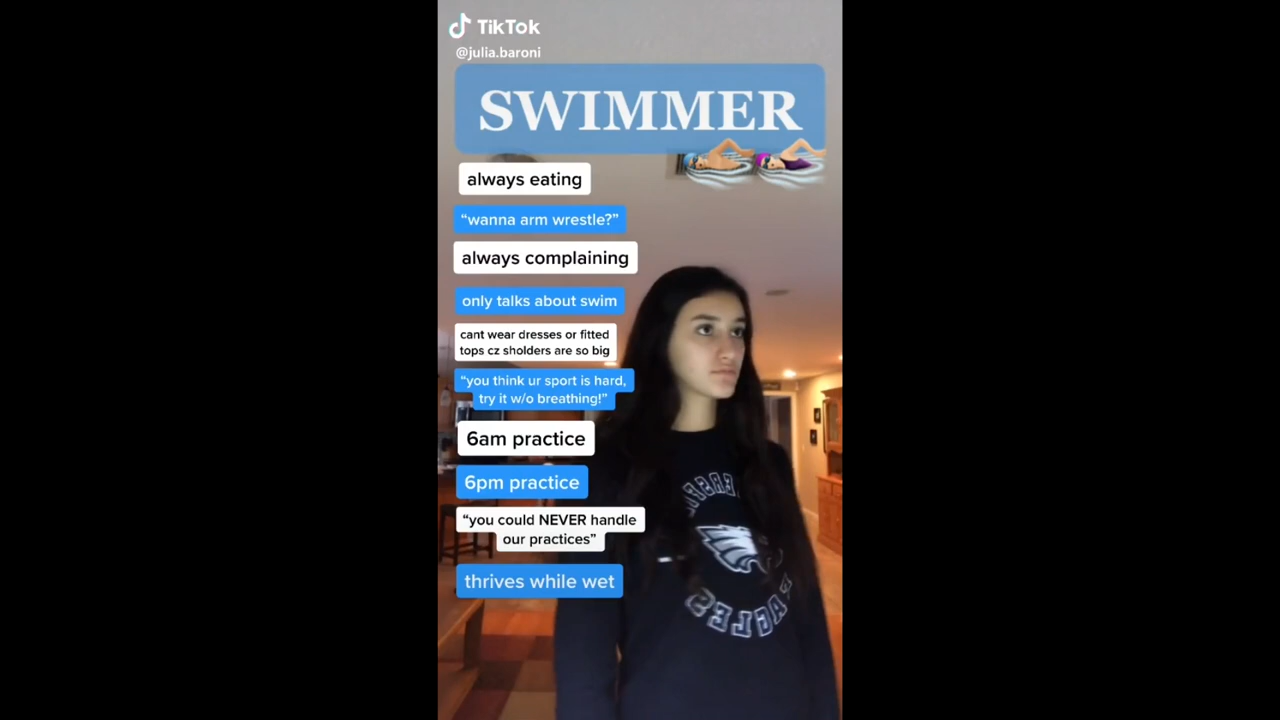 TikTok
@julia.baroni
SWIMMER
always eating
“wanna arm wrestle?”
always complaining
only talks about swim
cant wear dresses or fitted
tops cz sholders are so big
“you think ur sport is hard,
try it w/o breathing!”
6am practice
6pm practice
“you could NEVER handle
our practices”
thrives while wet
EAGLES